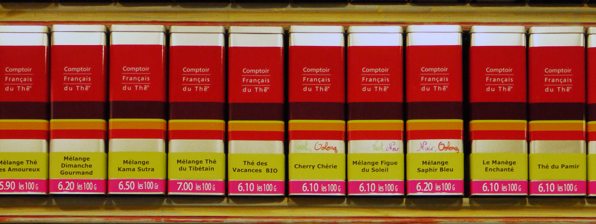 Comptoir
Français
du Thé
Mélange Thé
es Amoureux
5.90 les 100 G
Comptoir
Français
du Thé
Mélange
Dimanche
Gourmand
6.20 les 100 G
Comptoir
Français
du Thé
Mélange
Kama Sutra
6.50 les 100 G
Comptoir
Français
du Thé
Mélange Thé
du Tibétain
7.00 les 100 G
Comptoir
Français
du Thé
Thé des
Vacances BIO
6.10 les 100 G
Comptoir
Français
du Thé
Oolong
Cherry Chérie
6.10 les 100 G
Comptoir
Français
du Thé
Noir
Mélange Figue
du Soleil
6.10 les 100 G
Comptoir
Français
du Thé
Noir Oolong
Mélange
Saphir Bleu
6.20 les 100 G
Comptoir
Français
du Thé
Le Manège
Enchanté
6.10 les 100 G
Comptoir
Français
du Thé
Thé du Pamir
6.10 les 100 G